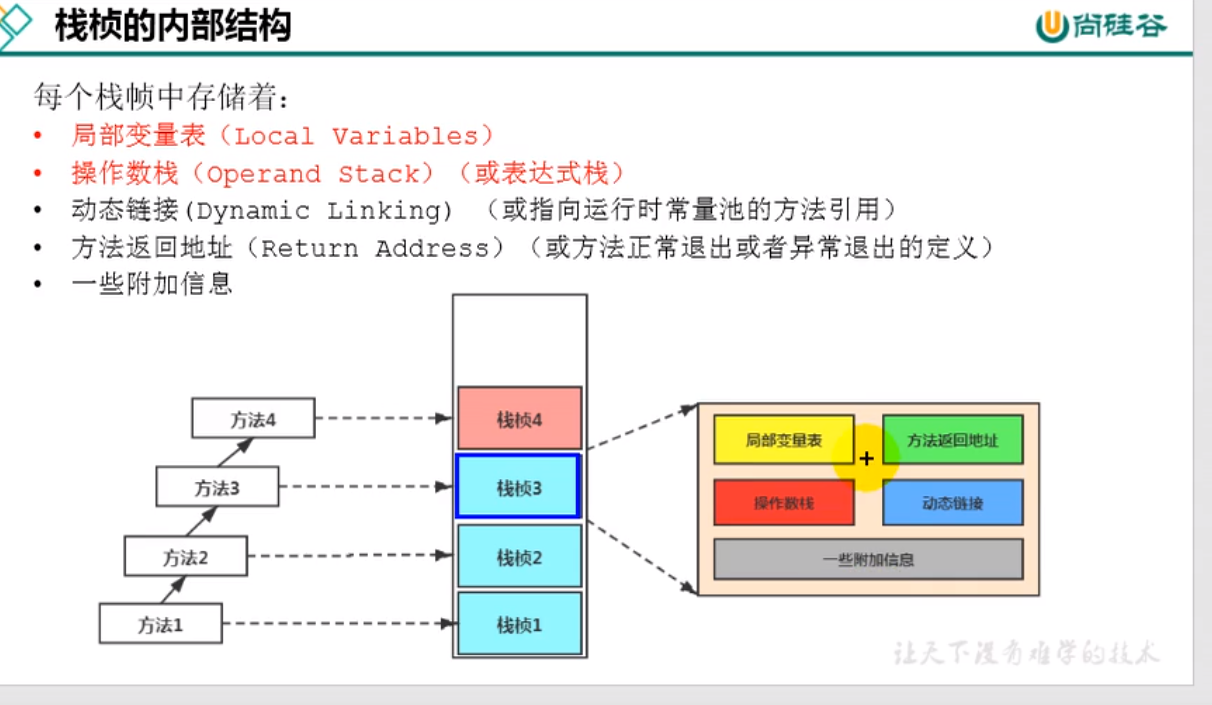 栈桢的内部结构
尚硅谷
每个栈帧中存储着：
• 局部变量表（Local Variables）
• 操作数栈（Operand Stack）（或表达式栈）
• 动态链接(Dynamic Linking) （或指向运行时常量池的方法引用）
• 方法返回地址（Return Address）（或方法正常退出或者异常退出的定义）
• 一些附加信息
方法4
栈桢4
方法3
栈桢3
方法2
栈桢2
方法1
栈桢1
局部变量表
方法返回地址
操作数栈
动态链接
一些附加信息
让天下没有难学的技术